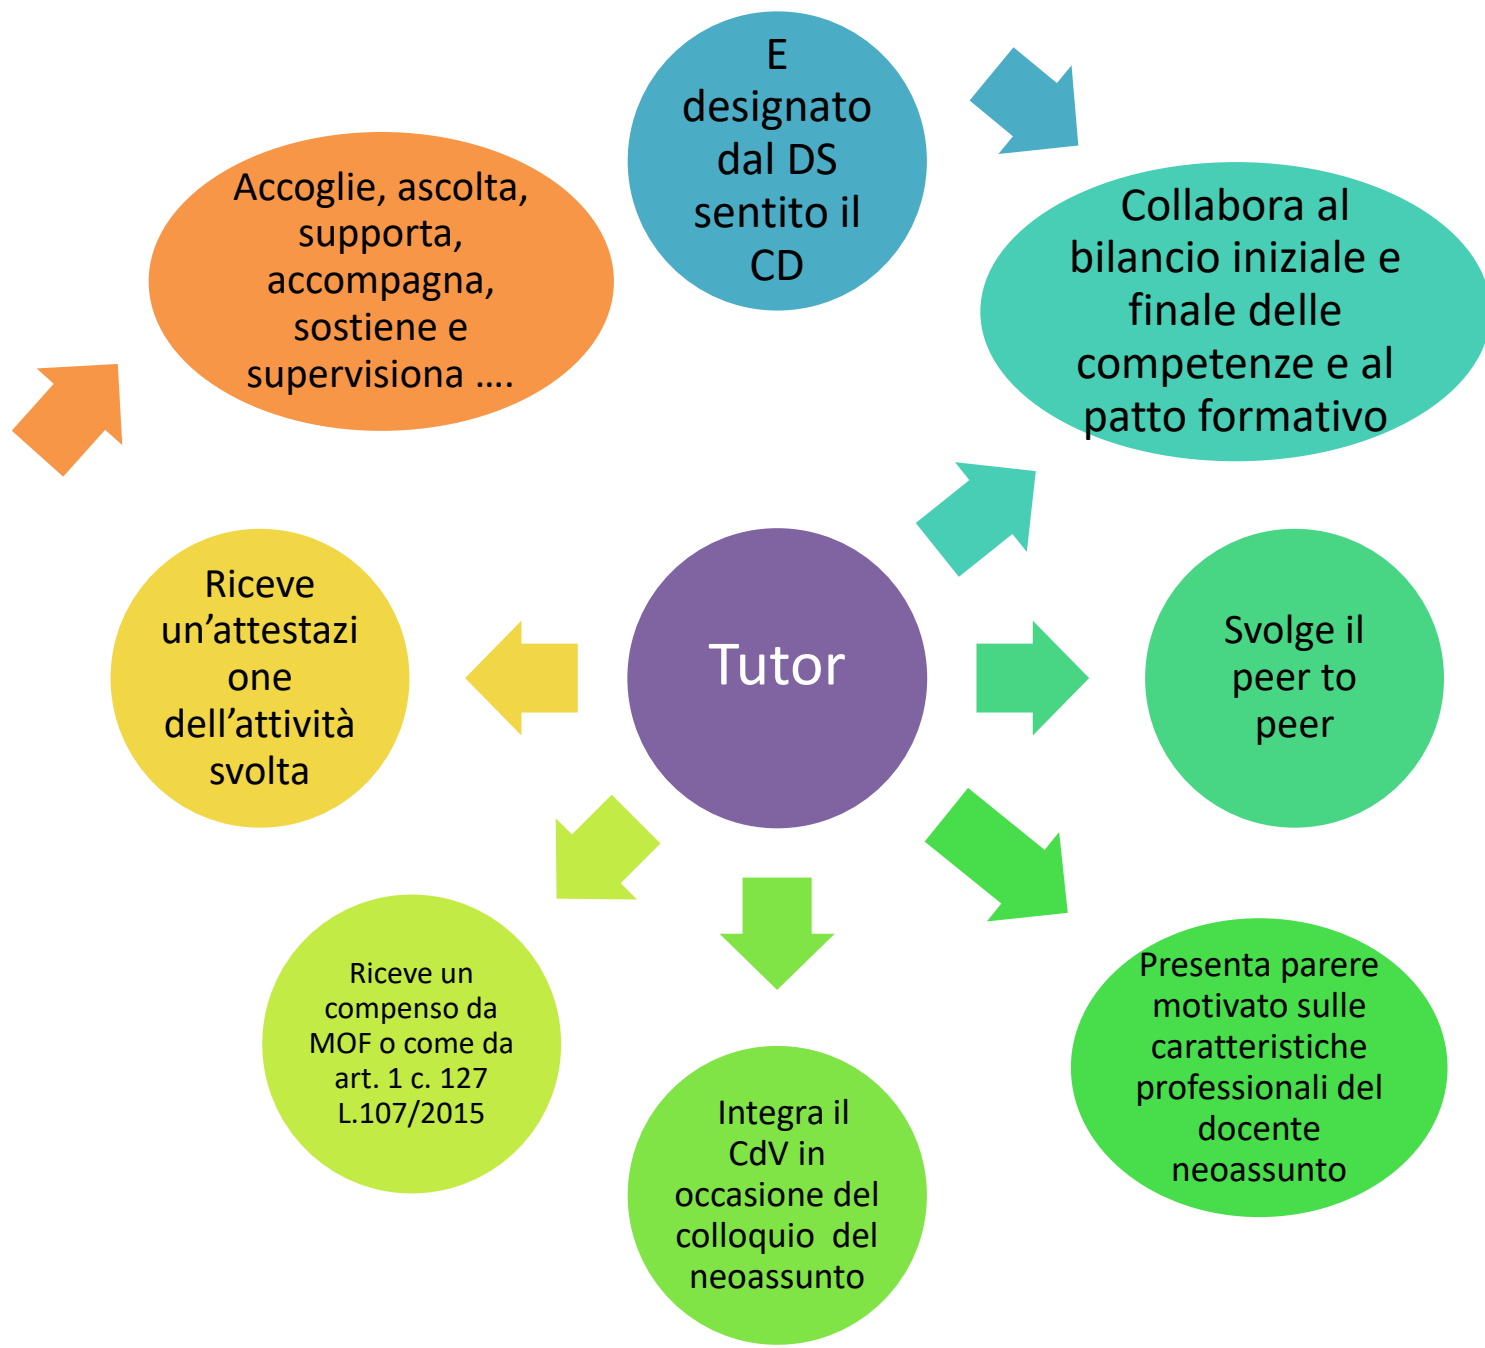 E
designato
dal DS
sentito il
CD
Accoglie, ascolta,
supporta,
accompagna,
sostiene e
supervisiona ....
Collabora al
bilancio iniziale e
finale delle
competenze e al
patto formativo
Riceve
un’attestazi
one
dell’attività
svolta
Tutor
Svolge il
peer to
peer
Riceve un
compenso da
MOF o come da
art. 1 c. 127
L.107/2015
Integra il
CdV in
occasione del
colloquio del
neoassunto
Presenta parere
motivato sulle
caratteristiche
professionali del
docente
neoassunto